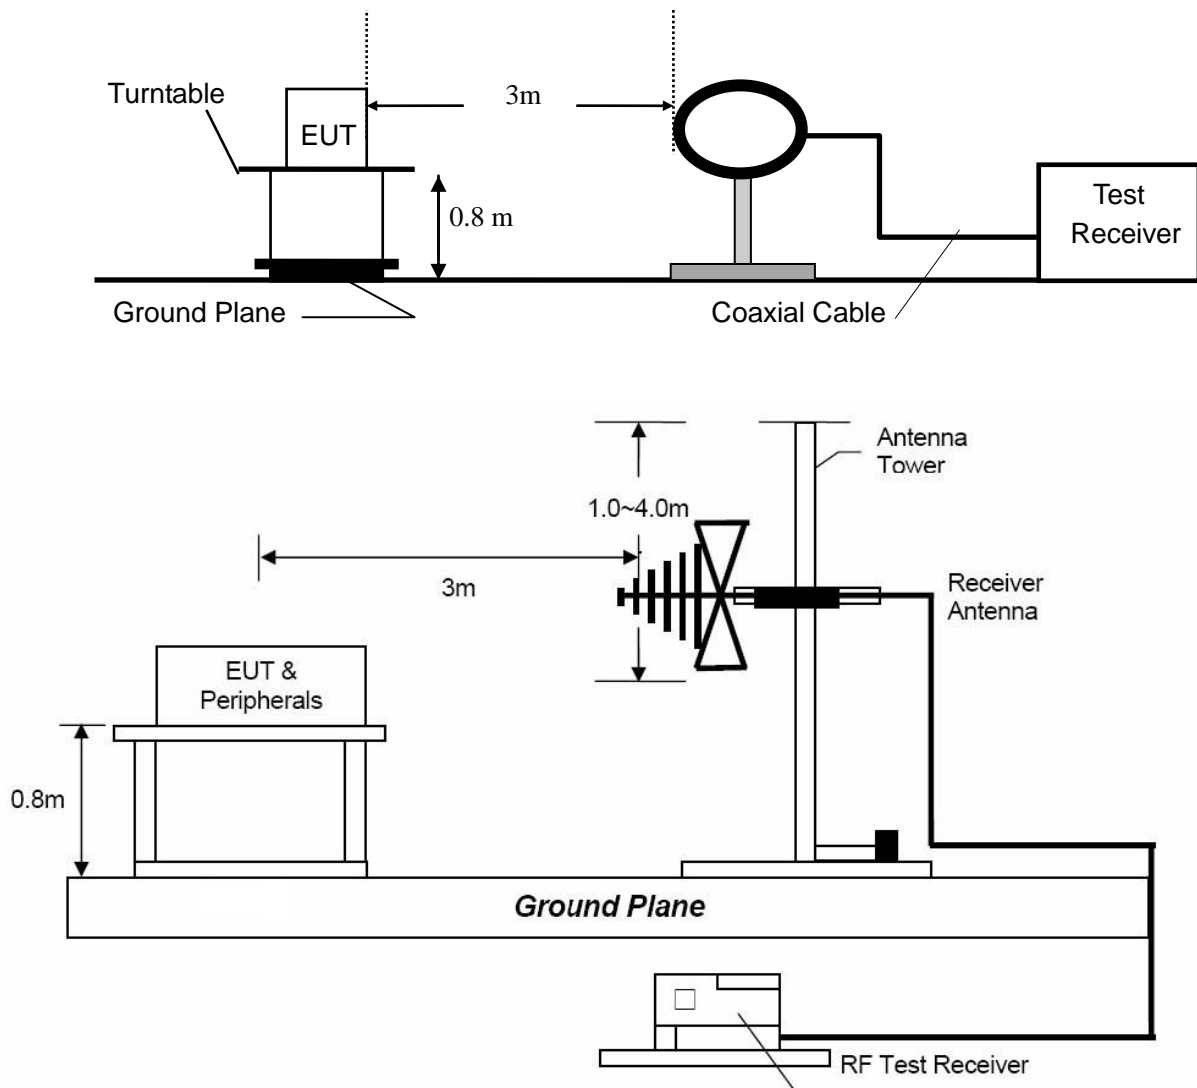 Turntable
3m
EUT
Test
Receiver
0.8 m
Ground Plane
Coaxial Cable
Antenna
Tower
1.0~4.0m
3m
Receiver
Antenna
EUT &
Peripherals
0.8m
Ground Plane
RF Test Receiver